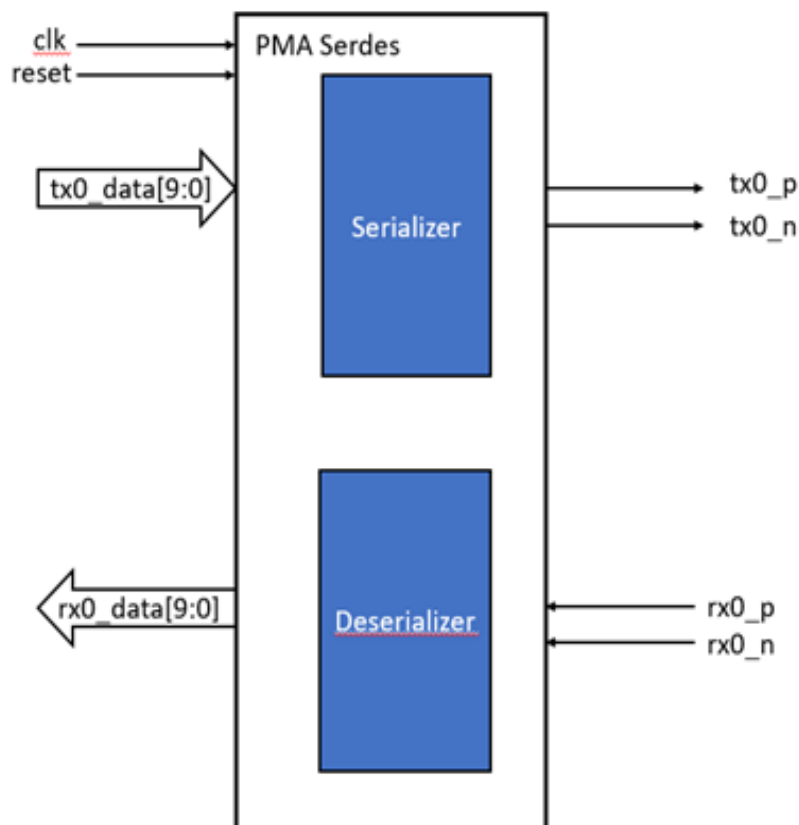 clk
PMA Serdes
reset
tx0_data[9:0]
tx0_p
Serializer
tx0_n
rx0_data[9:0]
rx0_p
Deserializer
rx0_n